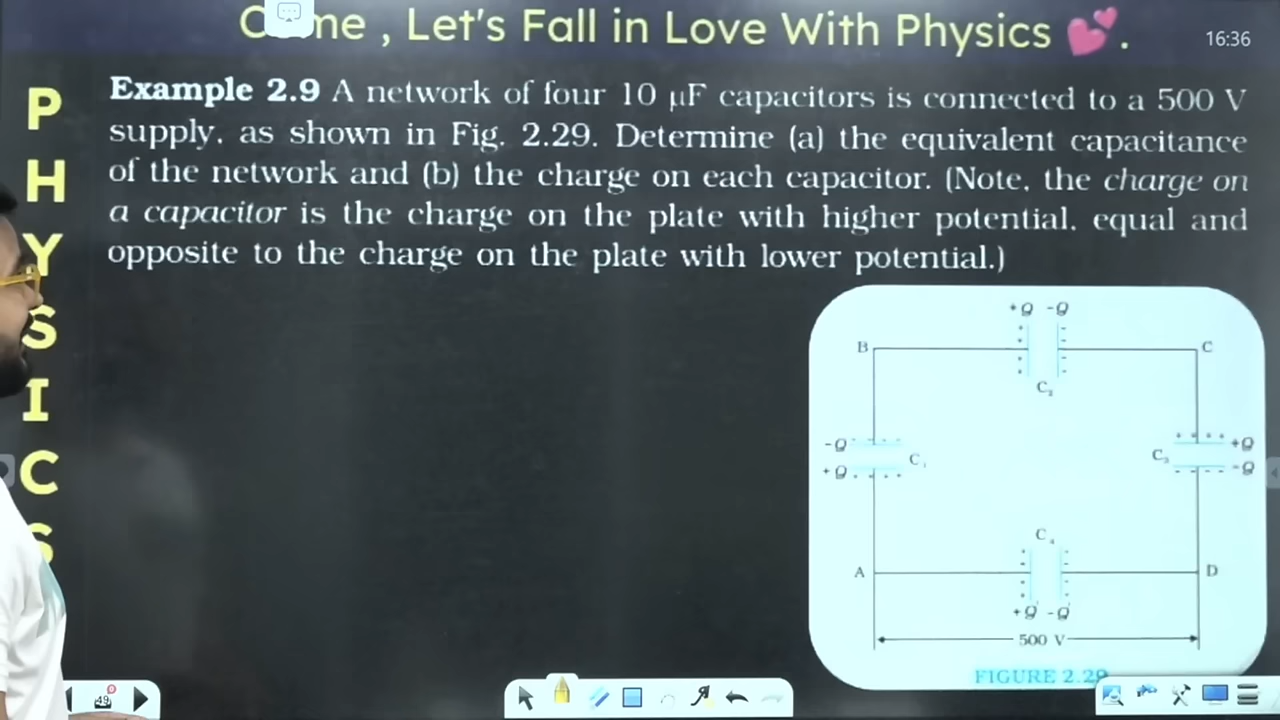 C me , Let's Fall in Love With Physics 💕.
16:36
PHYSICS
Example 2.9 A network of four 10 μF capacitors is connected to a 500 V
supply, as shown in Fig. 2.29. Determine (a) the equivalent capacitance
of the network and (b) the charge on each capacitor. (Note, the charge on
a capacitor is the charge on the plate with higher potential, equal and
opposite to the charge on the plate with lower potential.)
+Q -Q
B C
C₂
-Q +Q
C₁ C₃
+Q -Q
C₄
A D
+Q' -Q'
500 V
FIGURE 2.29
49